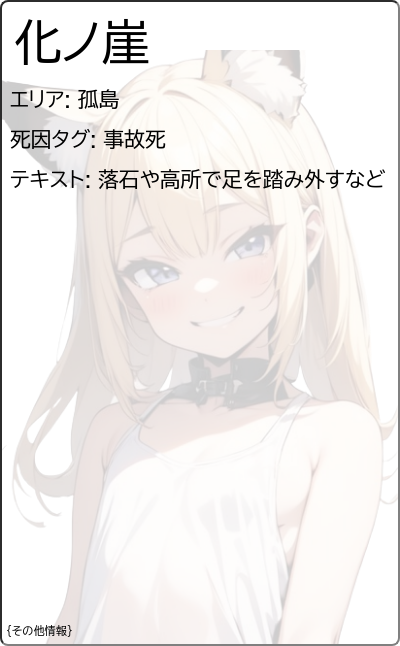 化ノ崖
エリア: 孤島
死因タグ: 事故死
テキスト: 落石や高所で足を踏み外すなど
{その他情報}